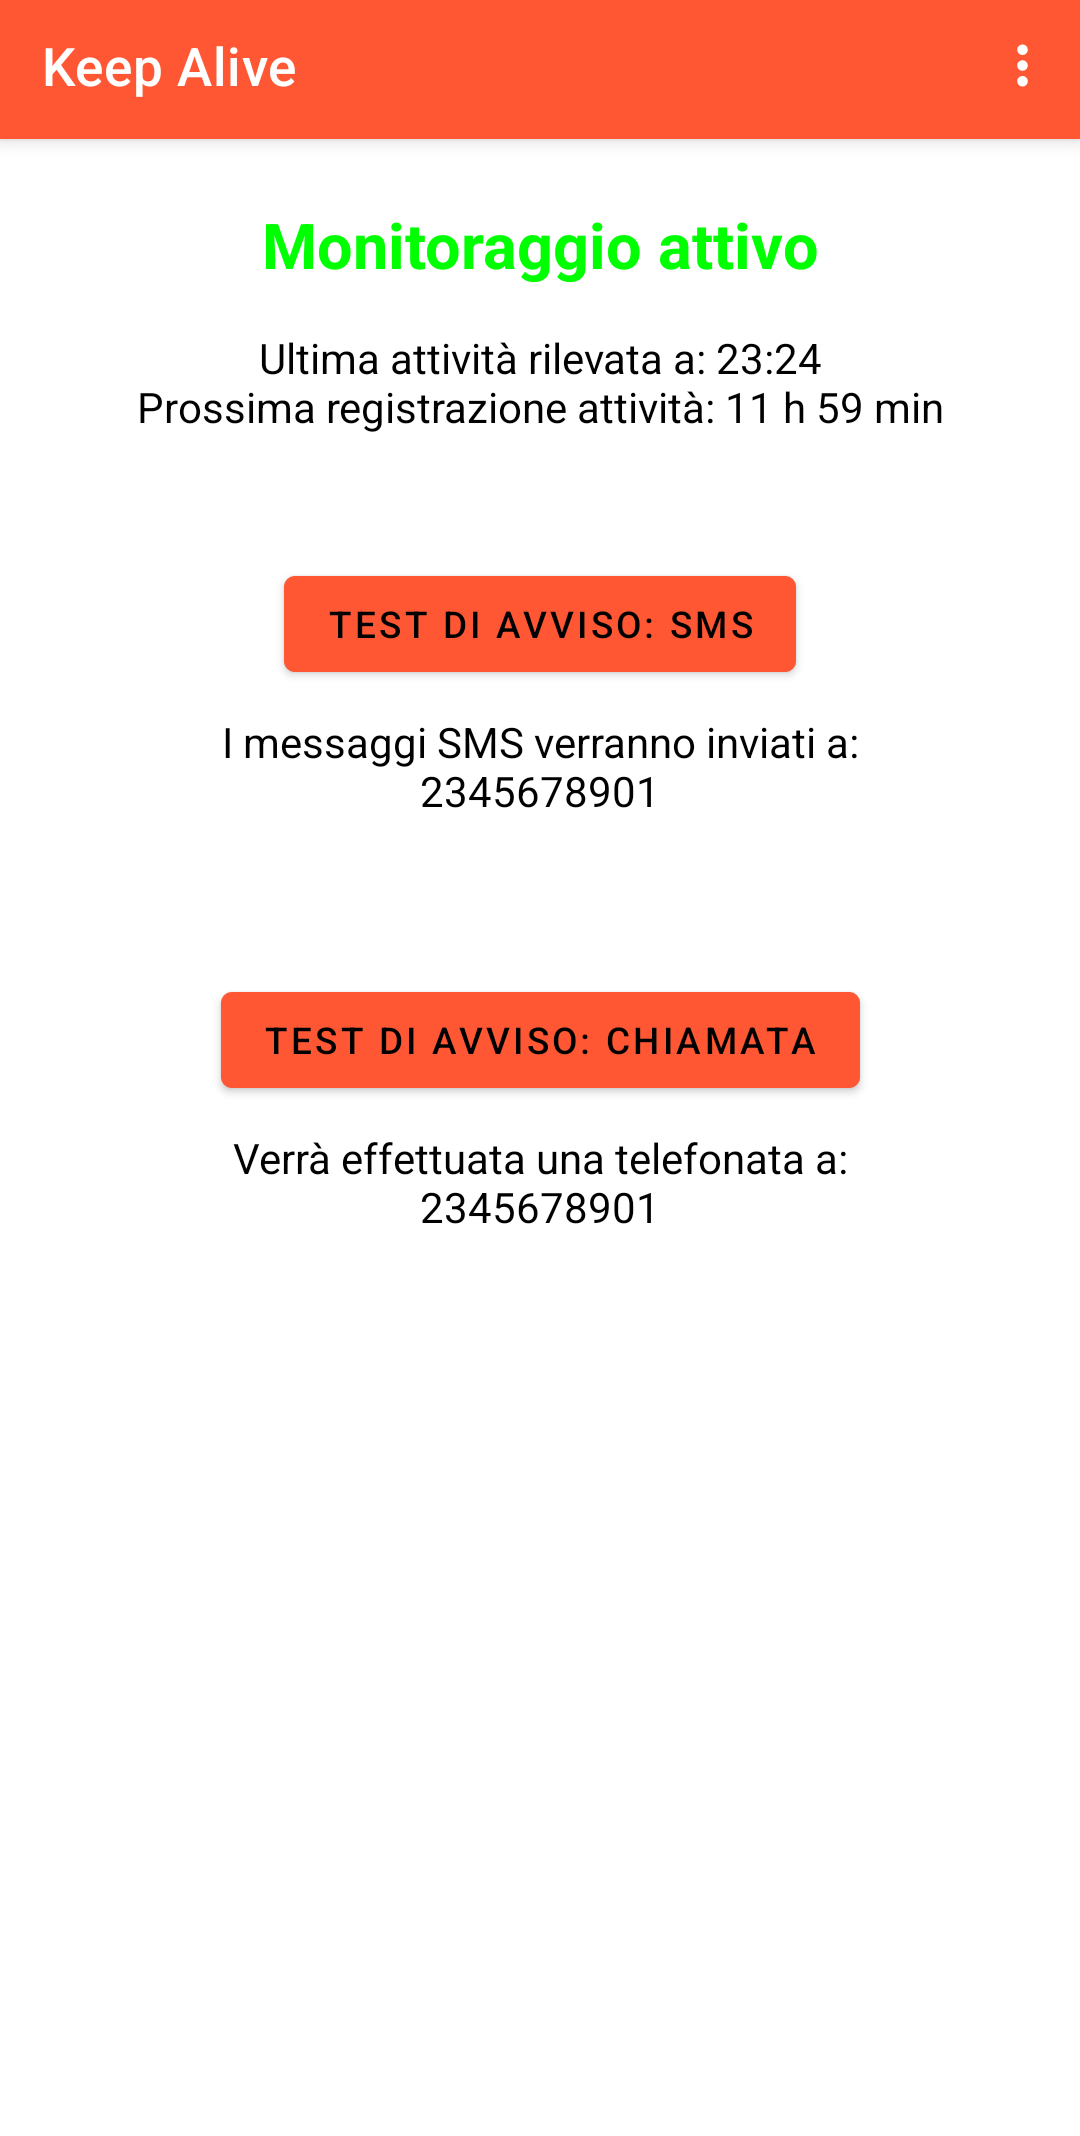 Keep Alive
Monitoraggio attivo
Ultima attività rilevata a: 23:24
Prossima registrazione attività: 11 h 59 min
TEST DI AVVISO: SMS
I messaggi SMS verranno inviati a:
2345678901
TEST DI AVVISO: CHIAMATA
Verrà effettuata una telefonata a:
2345678901